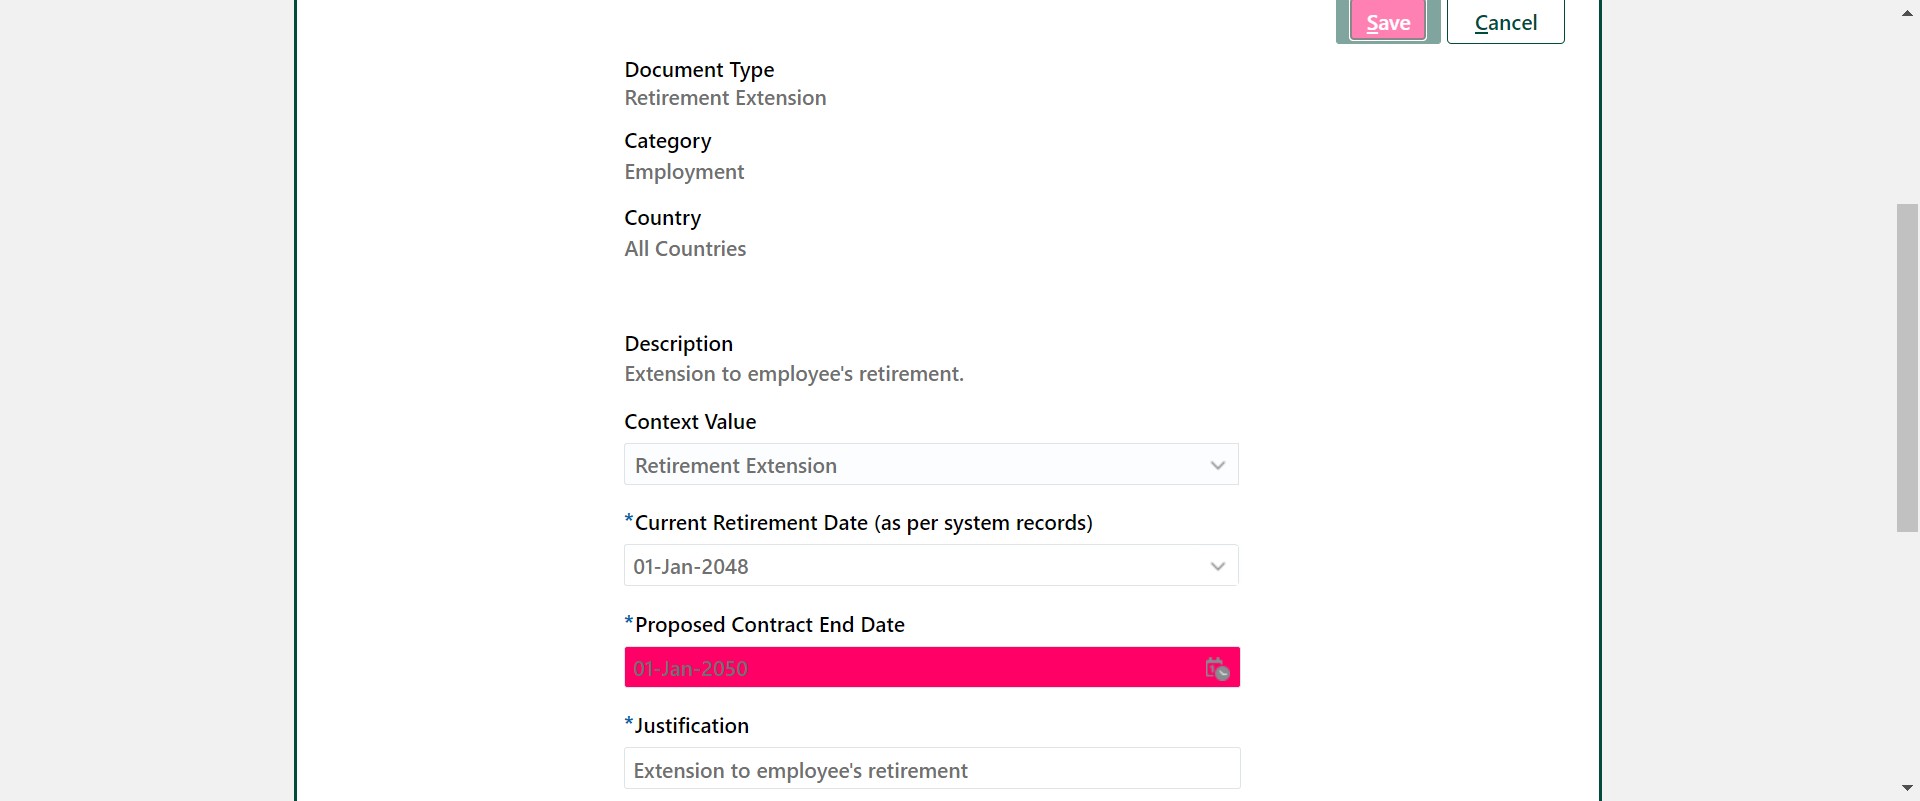 Save Cancel
Document Type
Retirement Extension
Category
Employment
Country
All Countries
Description
Extension to employee's retirement.
Context Value
Retirement Extension
*Current Retirement Date (as per system records)
01-Jan-2048
*Proposed Contract End Date
01-Jan-2050
*Justification
Extension to employee's retirement